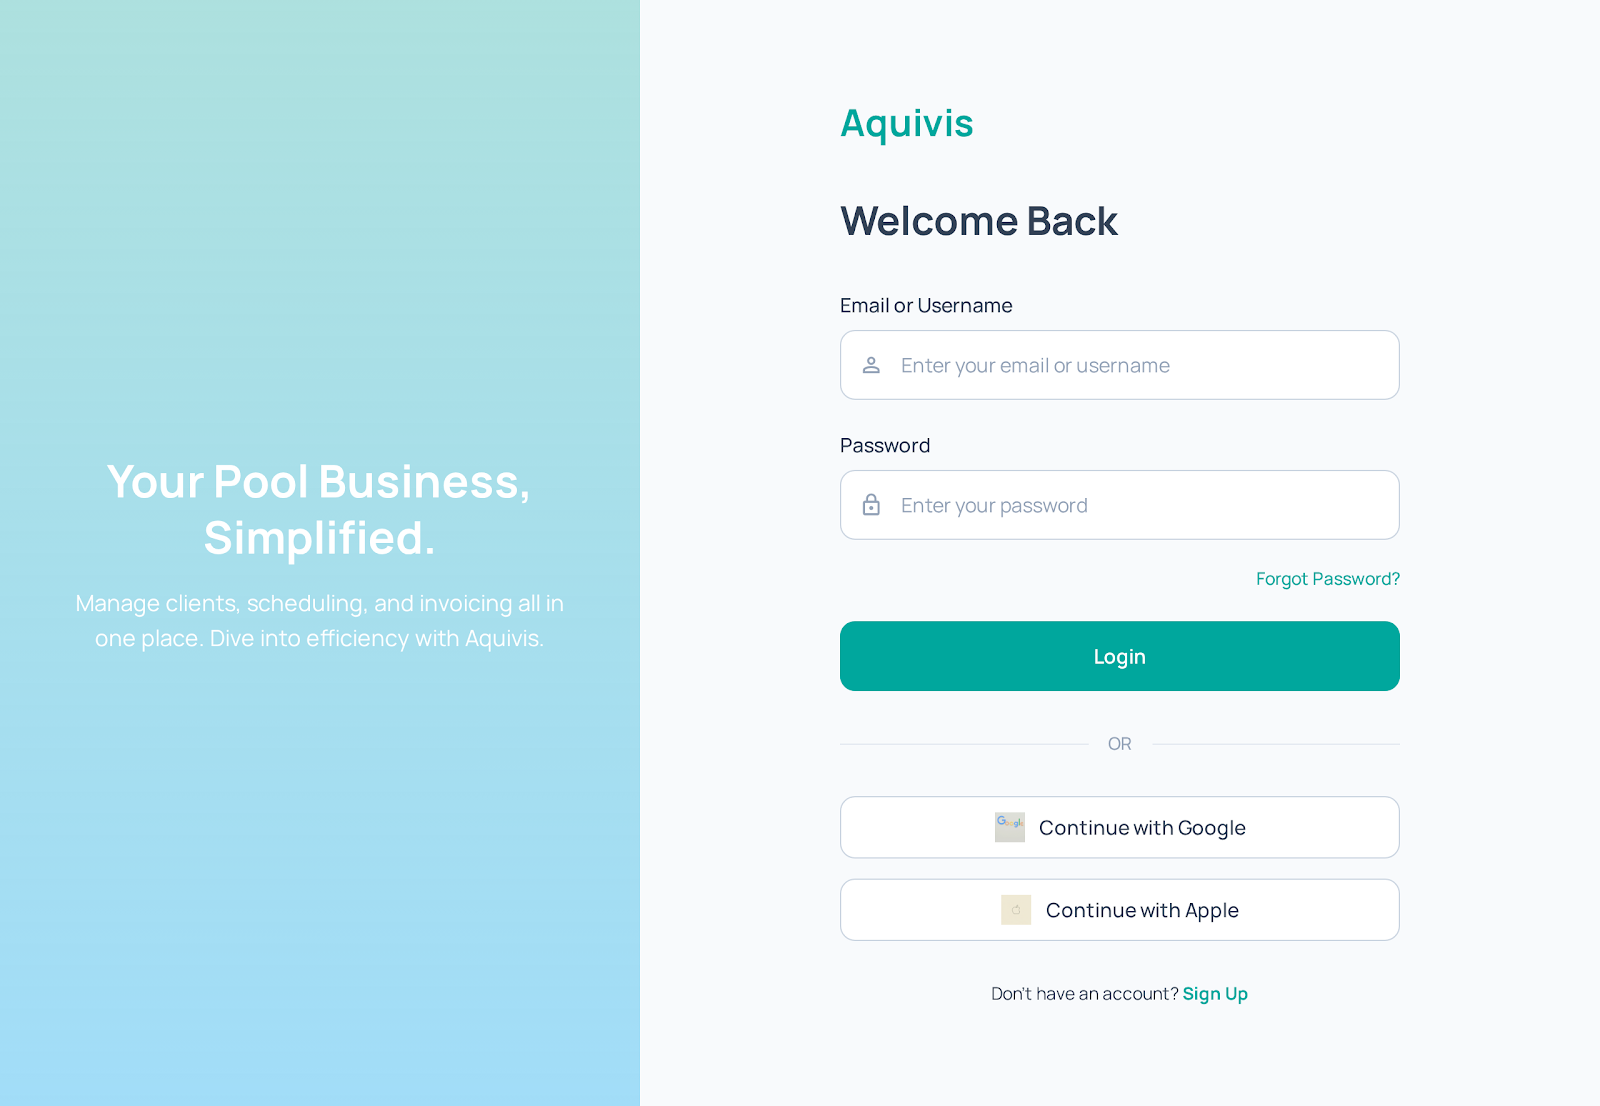 Your Pool Business,
Simplified.
Manage clients, scheduling, and invoicing all in
one place. Dive into efficiency with Aquivis.
Aquivis
Welcome Back
Email or Username
Enter your email or username
Password
Enter your password
Forgot Password?
Login
OR
Google
Continue with Google
Continue with Apple
Don't have an account? Sign Up